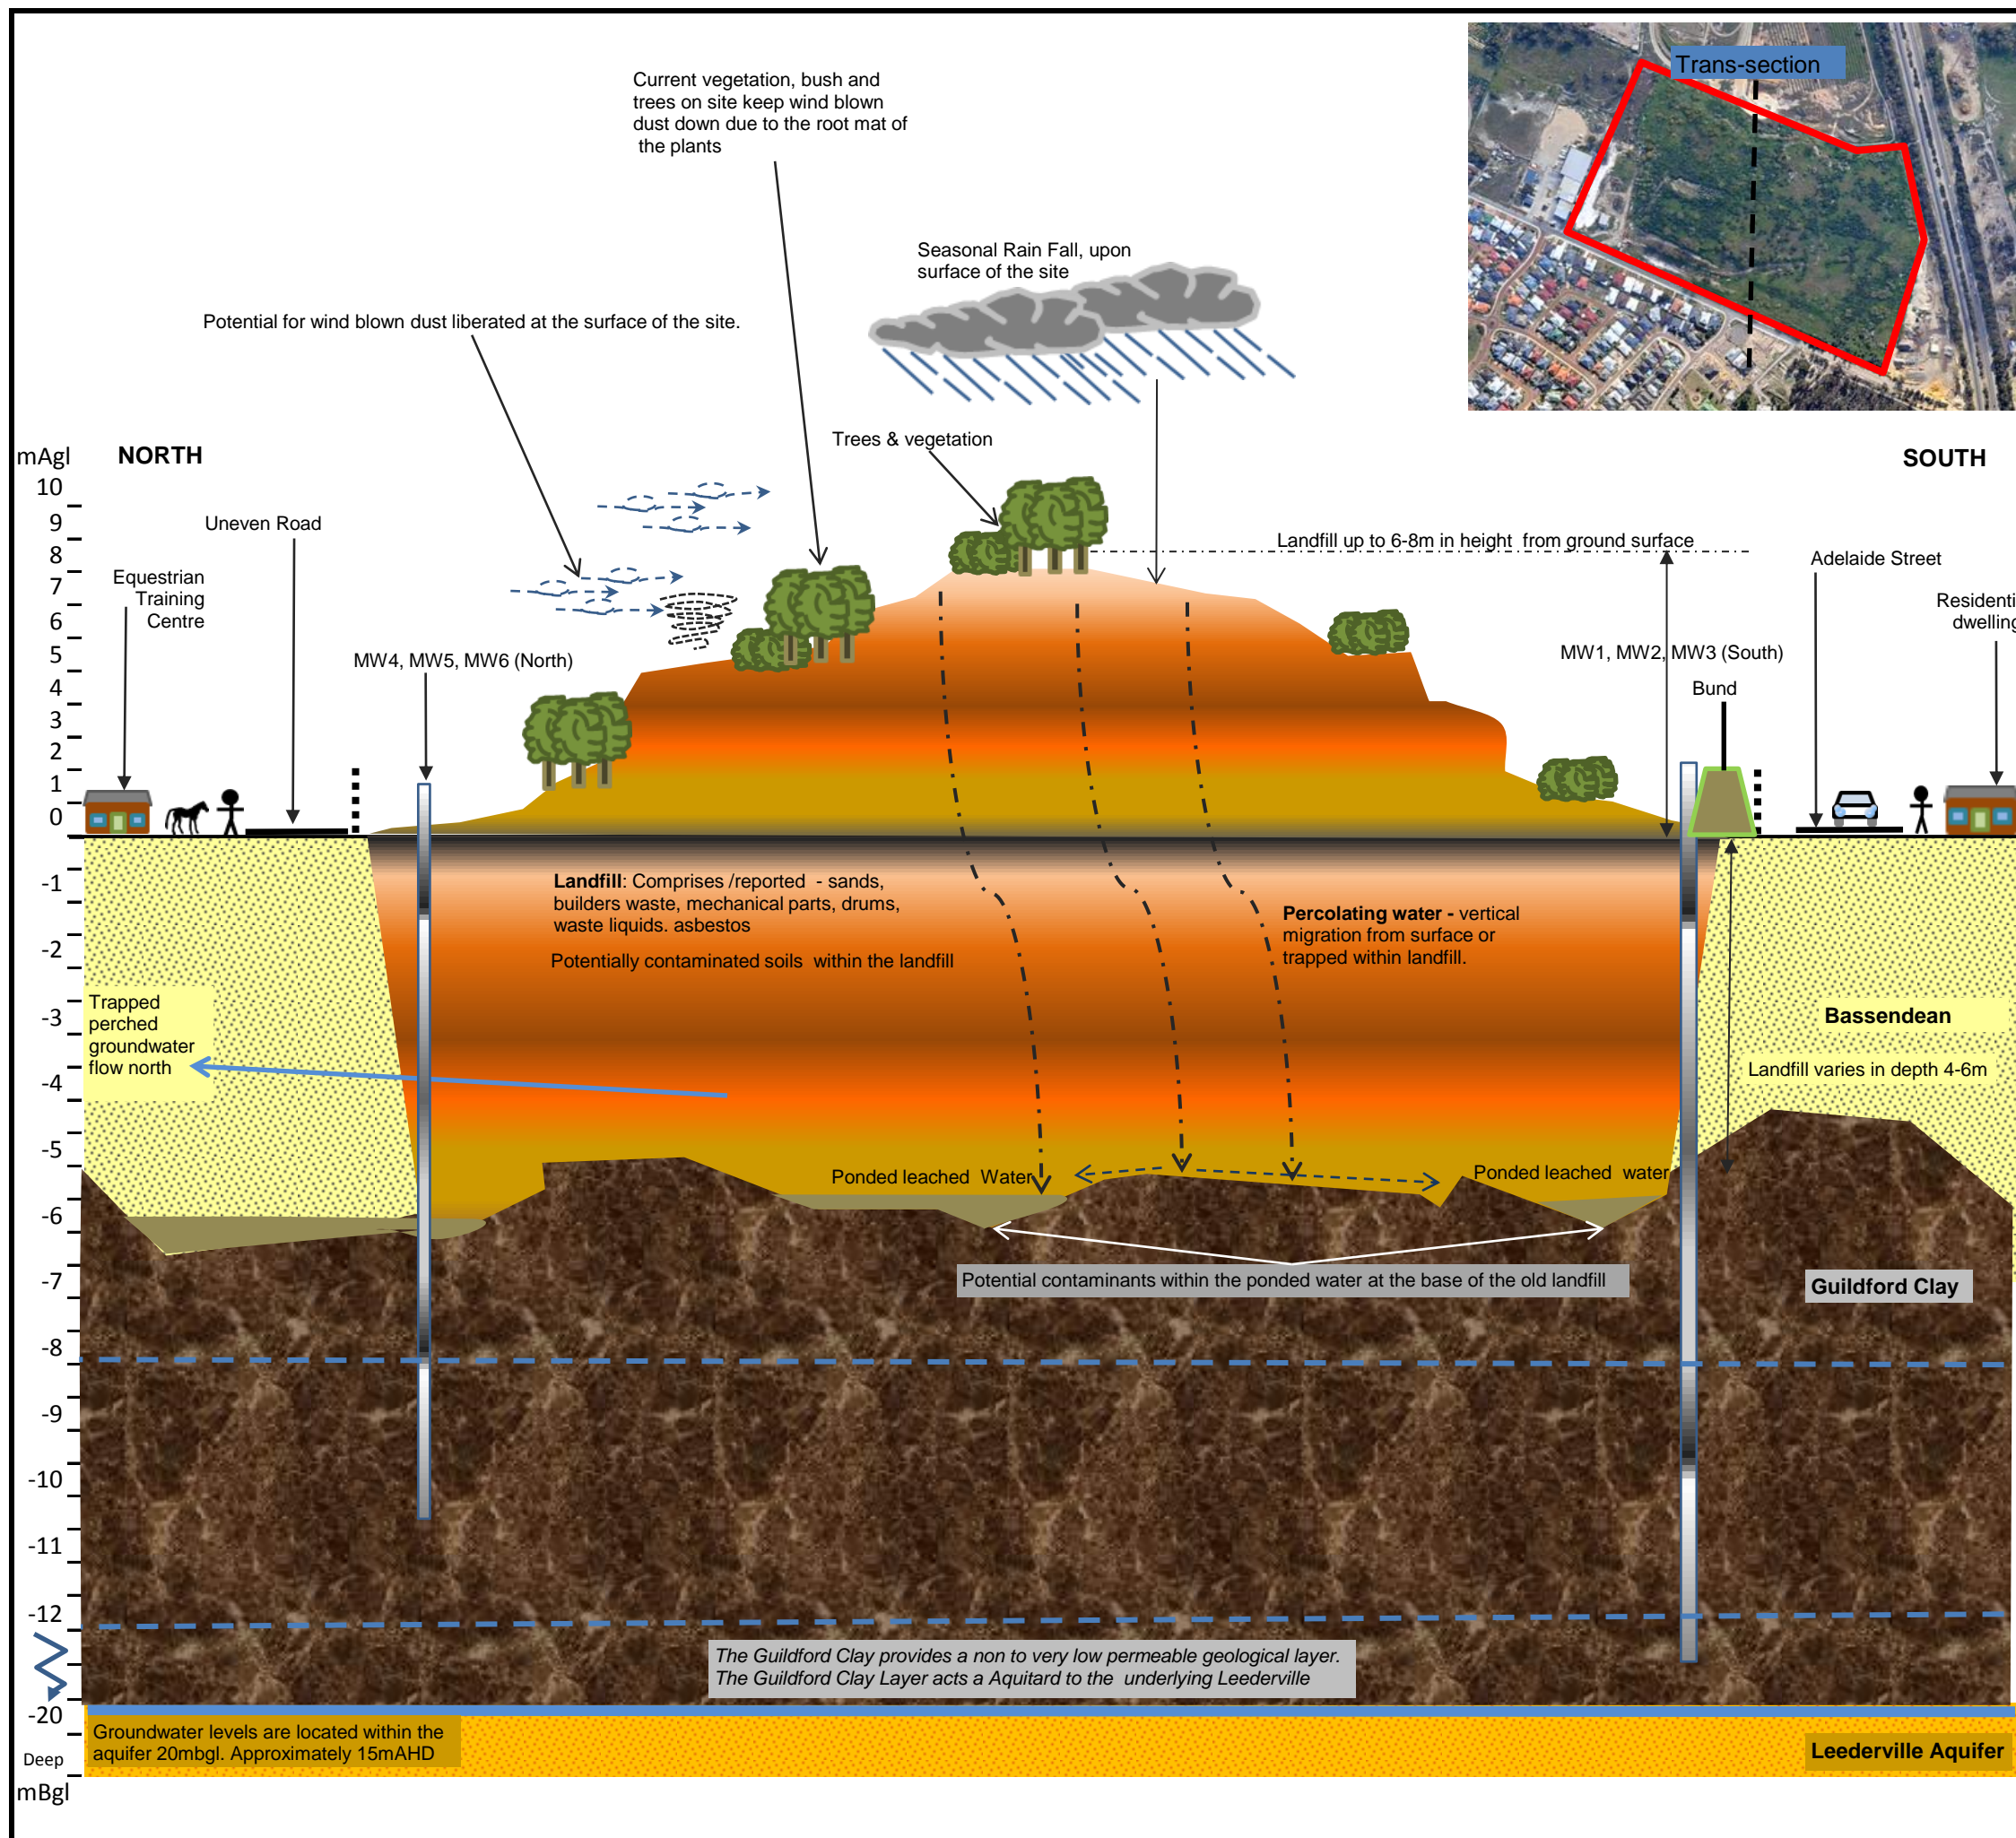 Trans-section
Current vegetation, bush and
trees on site keep wind blown
dust down due to the root mat of
the plants
Seasonal Rain Fall, upon
surface of the site
Potential for wind blown dust liberated at the surface of the site.
Trees & vegetation
mAgl
NORTH
SOUTH
10
9
8
7
6
5
4
3
2
1
0
-1
-2
-3
-4
-5
-6
-7
-8
-9
-10
-11
-12
-20
Deep
mBgl
Uneven Road
Equestrian
Training
Centre
MW4, MW5, MW6 (North)
Landfill up to 6-8m in height from ground surface
Adelaide Street
Residenti
dwelling
MW1, MW2, MW3 (South)
Bund
Landfill: Comprises /reported - sands,
builders waste, mechanical parts, drums,
waste liquids. asbestos
Potentially contaminated soils within the landfill
Percolating water - vertical
migration from surface or
trapped within landfill.
Trapped
perched
groundwater
flow north
Bassendean
Landfill varies in depth 4-6m
Ponded leached Water
Ponded leached water
Potential contaminants within the ponded water at the base of the old landfill
Guildford Clay
The Guildford Clay provides a non to very low permeable geological layer.
The Guildford Clay Layer acts a Aquitard to the underlying Leederville
Groundwater levels are located within the
aquifer 20mbgl. Approximately 15mAHD
Leederville Aquifer